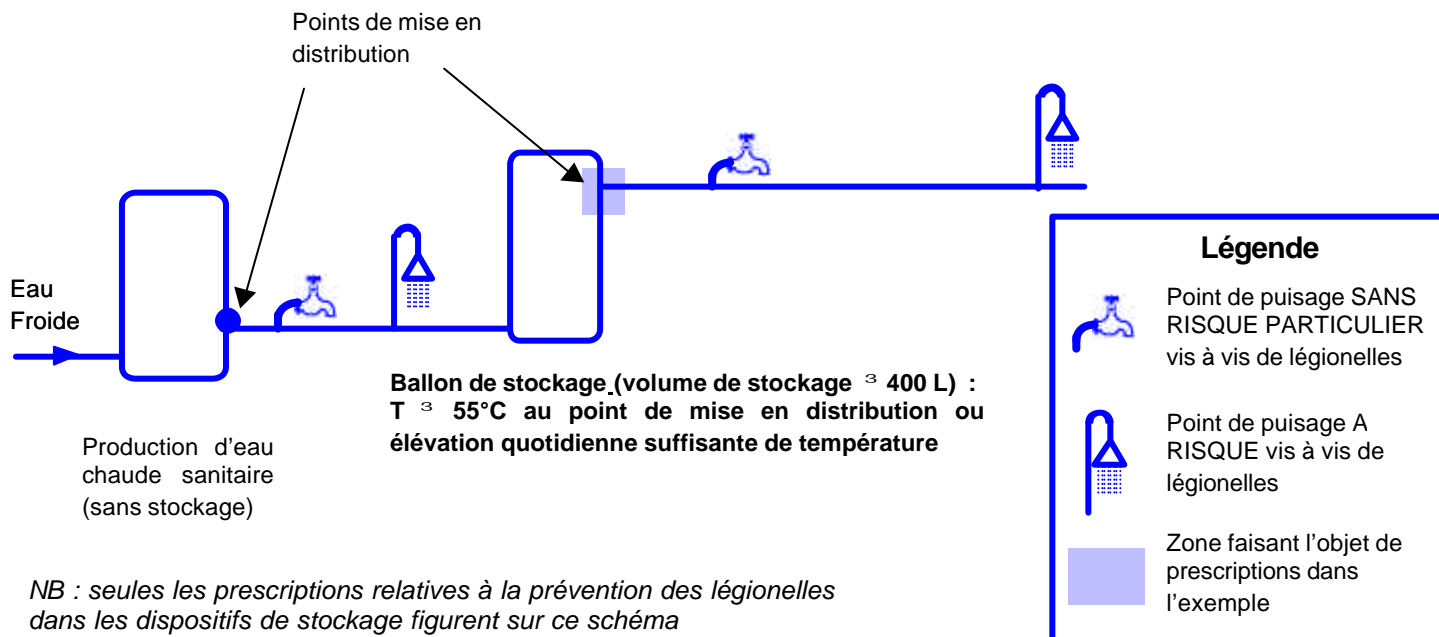 Points de mise en
distribution
Eau
Froide
Ballon de stockage (volume de stockage ³ 400 L) :
T ³ 55°C au point de mise en distribution ou
élévation quotidienne suffisante de température
Production d'eau
chaude sanitaire
(sans stockage)
NB : seules les prescriptions relatives à la prévention des légionelles
dans les dispositifs de stockage figurent sur ce schéma
Légende
Point de puisage SANS
RISQUE PARTICULIER
vis à vis de légionelles
Point de puisage A
RISQUE vis à vis de
légionelles
Zone faisant l'objet de
prescriptions dans
l'exemple